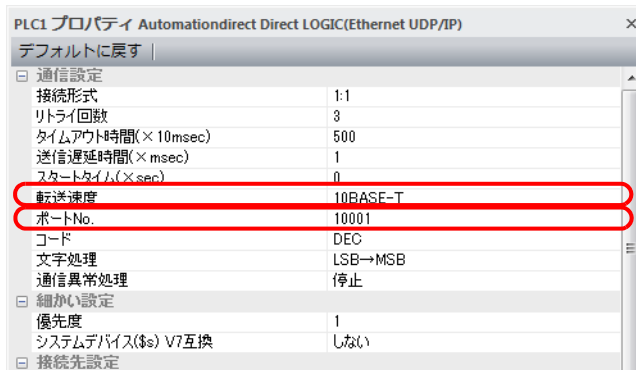 PLC1 プロパティ Automationdirect Direct LOGIC(Ethernet UDP/IP)
デフォルトに戻す
通信設定
接続形式 1:1
リトライ回数 3
タイムアウト時間(×10msec) 500
送信遅延時間(×msec) 1
スタートタイム(×sec) 0
転送速度 10BASE-T
ポートNo. 10001
コード DEC
文字処理 LSB→MSB
通信異常処理 停止
細かい設定
優先度 1
システムデバイス($s) V7互換 しない
接続先設定